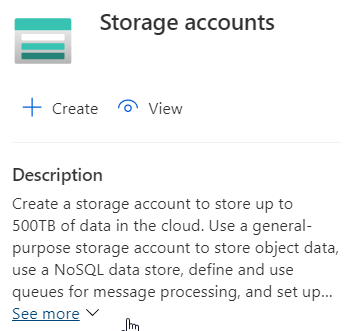 Storage accounts
Create
View
Description
Create a storage account to store up to
500TB of data in the cloud. Use a general-
purpose storage account to store object data,
use a NoSQL data store, define and use
queues for message processing, and set up...
See more